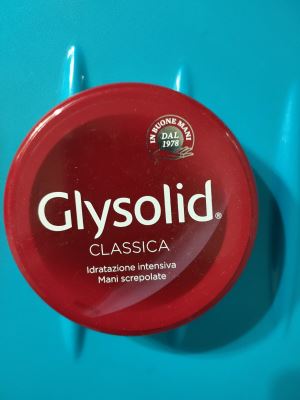 IN BUONE MANI
DAL
1978
Glysolid®
CLASSICA
Idratazione intensiva
Mani screpolate